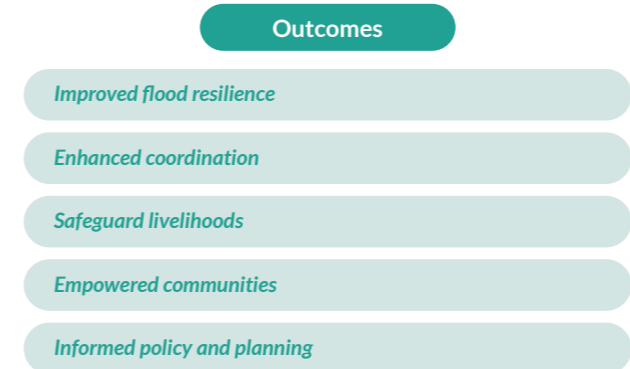 Outcomes
Improved flood resilience
Enhanced coordination
Safeguard livelihoods
Empowered communities
Informed policy and planning